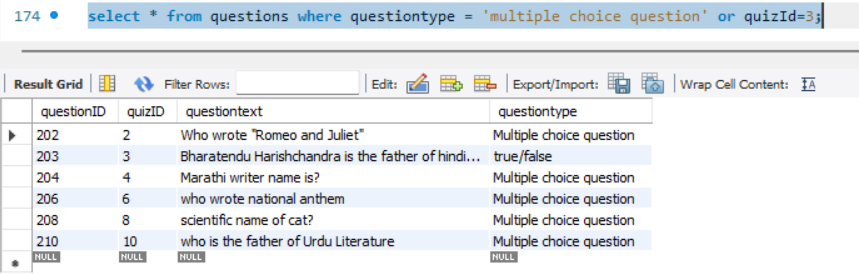 174 select * from questions where questiontype = 'multiple choice question' or quizId=3;
Result Grid Filter Rows: Edit: Export/Import: Wrap Cell Content:
questionID quizID questiontext questiontype
202 2 Who wrote "Romeo and Juliet" Multiple choice question
203 3 Bharatendu Harishchandra is the father of hindi... true/false
204 4 Marathi writer name is? Multiple choice question
206 6 who wrote national anthem Multiple choice question
208 8 scientific name of cat? Multiple choice question
210 10 who is the father of Urdu Literature Multiple choice question
NULL NULL NULL NULL